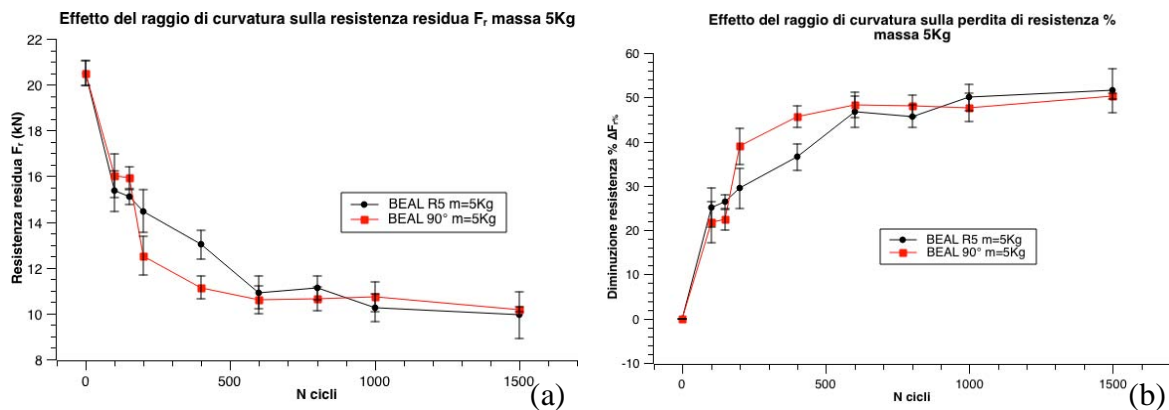 Effetto del raggio di curvatura sulla resistenza residua Fᵣ massa 5Kg
22
20
18
16
14
12
10
8
Resistenza residua Fᵣ (kN)
BEAL R5 m=5Kg
BEAL 90° m=5Kg
0
500
1000
1500
N cicli
(a)
Effetto del raggio di curvatura sulla perdita di resistenza %
massa 5Kg
60
50
40
30
20
10
0
-10
Diminuzione resistenza % ΔFᵣ%
BEAL R5 m=5Kg
BEAL 90° m=5Kg
0
500
1000
1500
N cicli
(b)